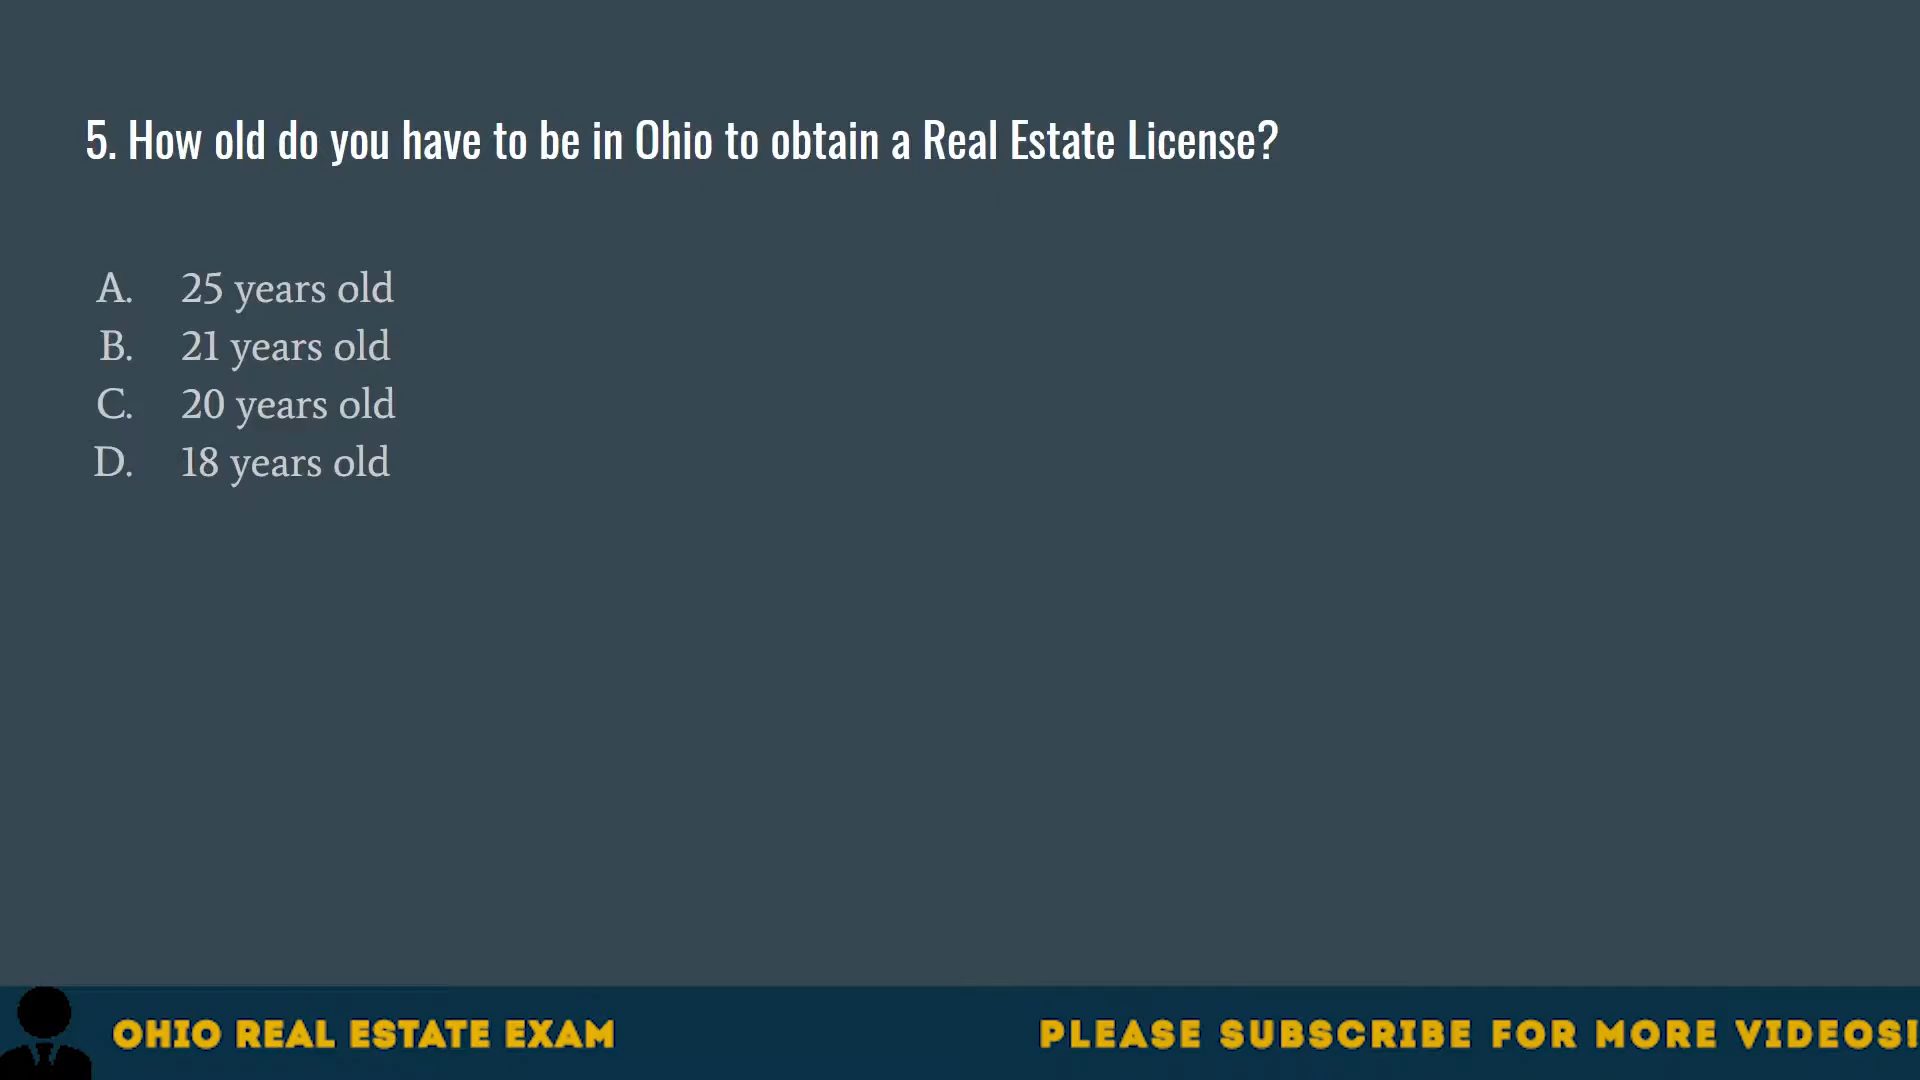 5. How old do you have to be in Ohio to obtain a Real Estate License?
A. 25 years old
B. 21 years old
C. 20 years old
D. 18 years old
OHIO REAL ESTATE EXAM
PLEASE SUBSCRIBE FOR MORE VIDEOS!